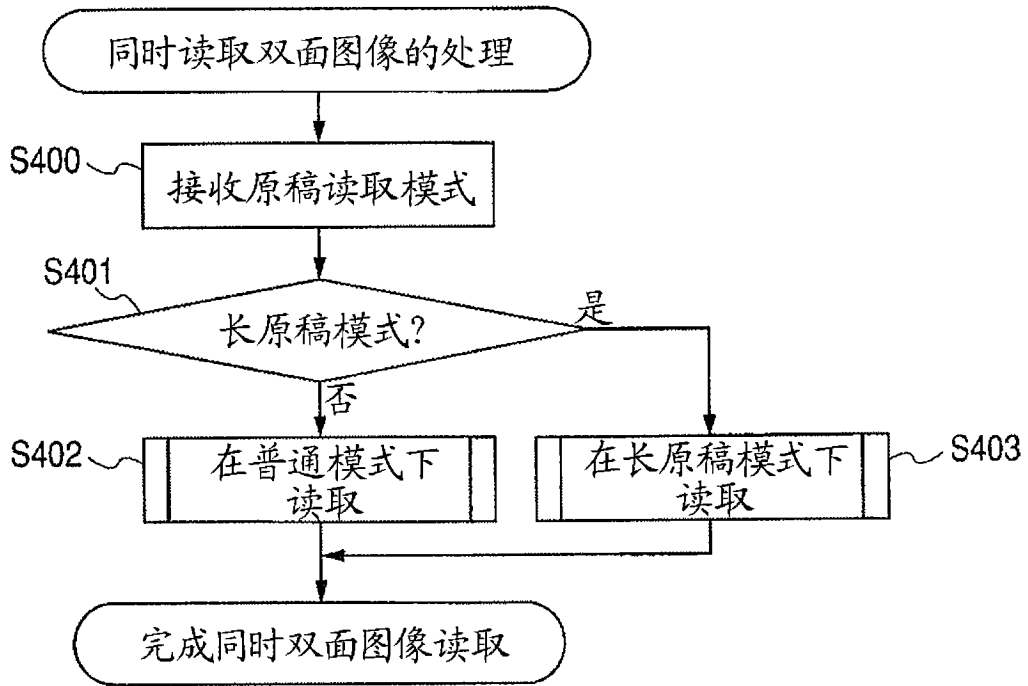 同时读取双面图像的处理
S400
接收原稿读取模式
S401
长原稿模式?
是
否
S402
在普通模式下
读取
在长原稿模式下
读取
S403
完成同时双面图像读取